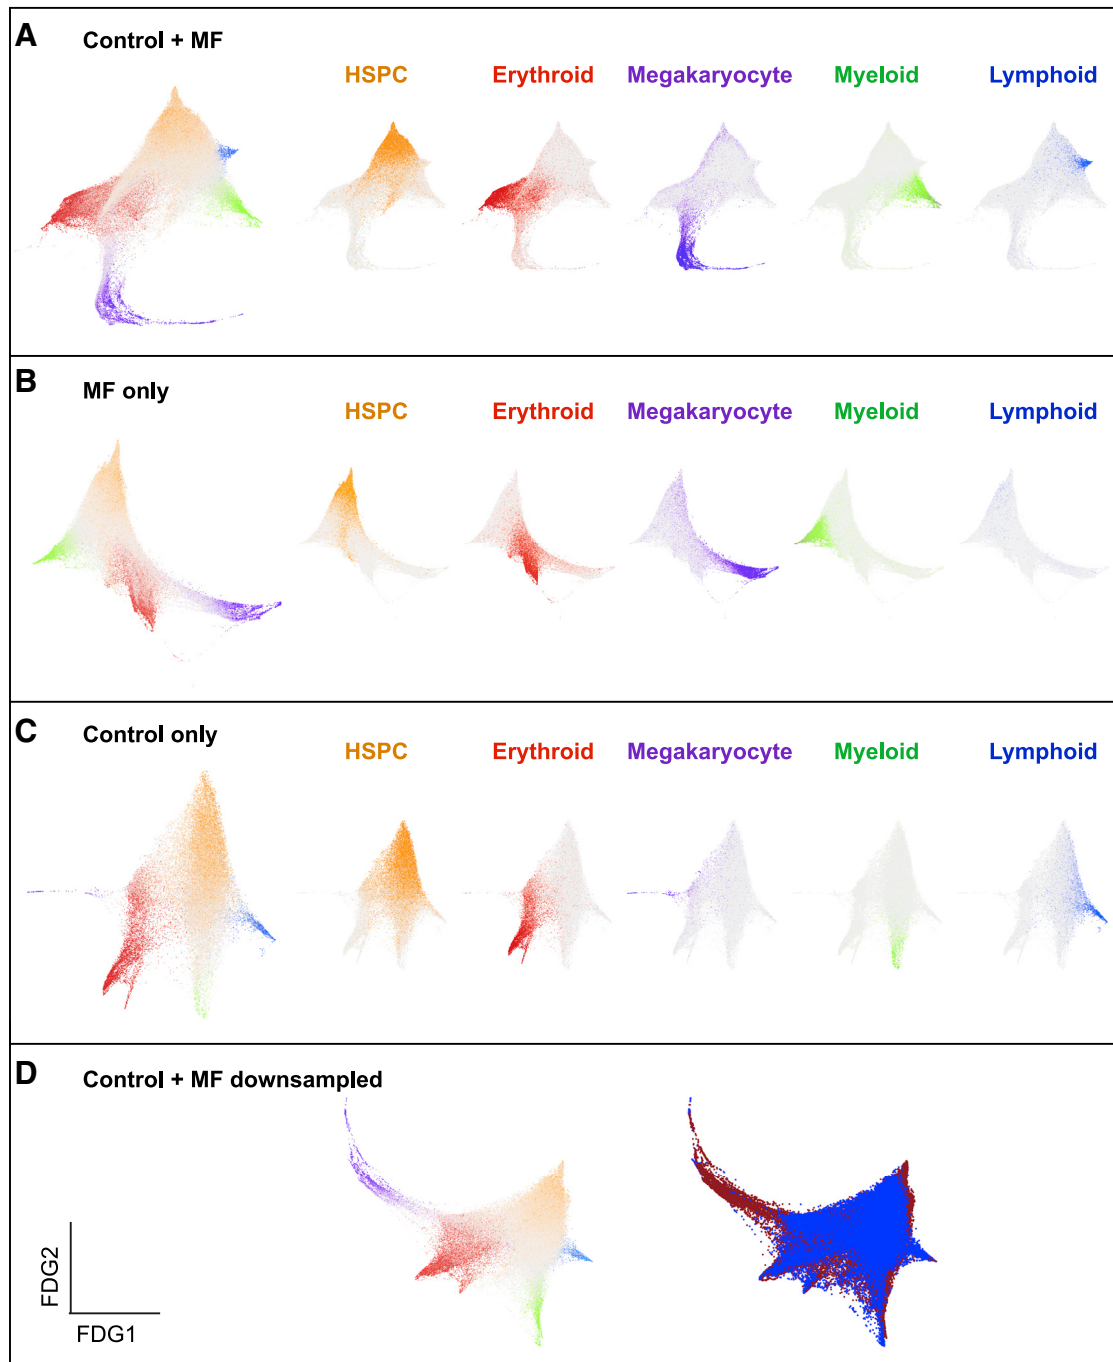 A Control + MF
HSPC Erythroid Megakaryocyte Myeloid Lymphoid
B MF only
HSPC Erythroid Megakaryocyte Myeloid Lymphoid
C Control only
HSPC Erythroid Megakaryocyte Myeloid Lymphoid
D Control + MF downsampled
FDG2
FDG1